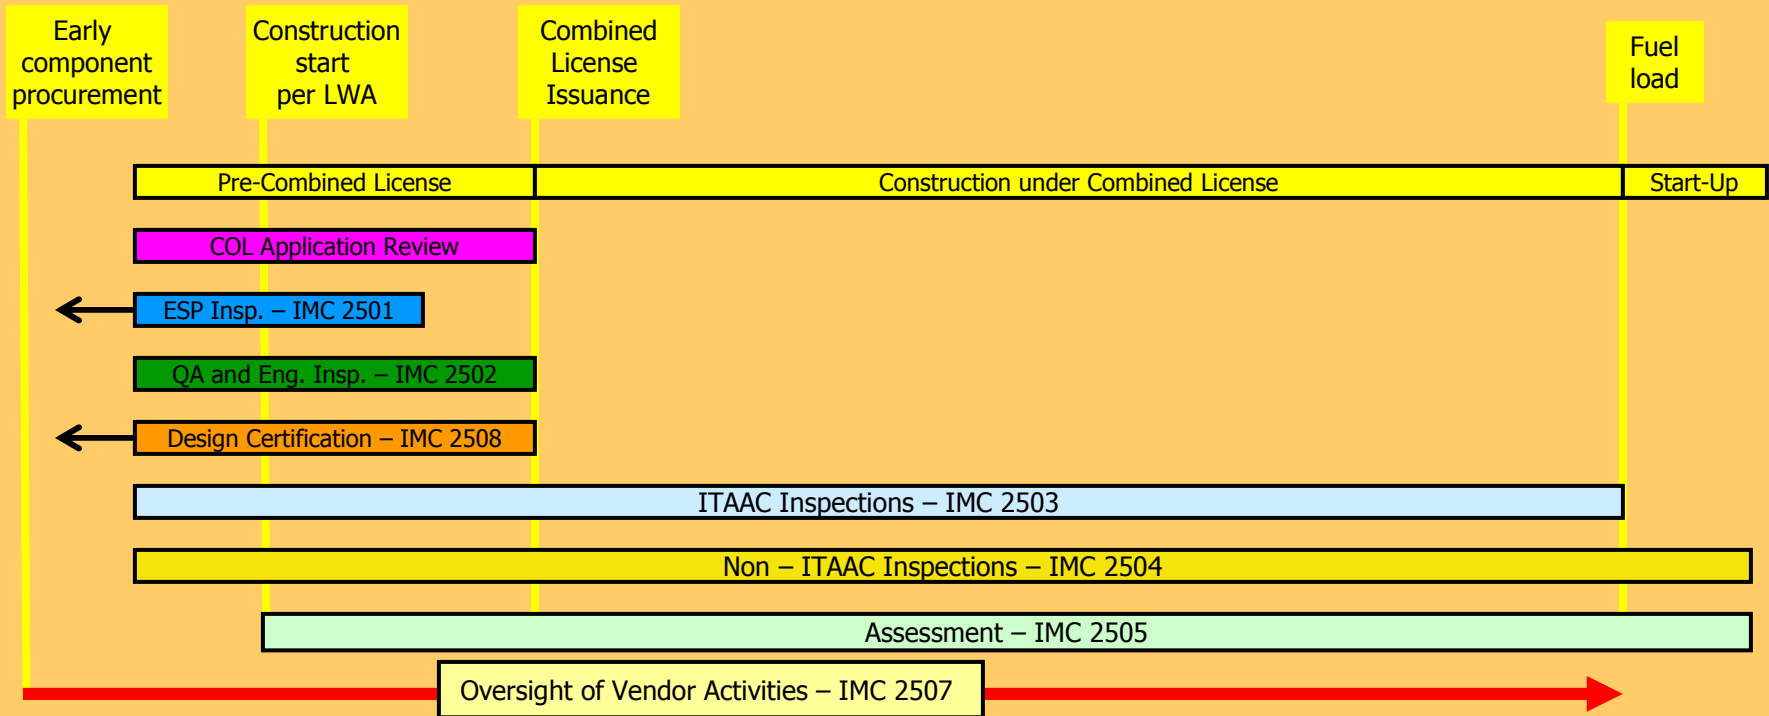 Early
component
procurement
Construction
start
per LWA
Combined
License
Issuance
Fuel
load
Pre-Combined License
Construction under Combined License
Start-Up
COL Application Review
ESP Insp. – IMC 2501
QA and Eng. Insp. – IMC 2502
Design Certification – IMC 2508
ITAAC Inspections – IMC 2503
Non – ITAAC Inspections – IMC 2504
Assessment – IMC 2505
Oversight of Vendor Activities – IMC 2507